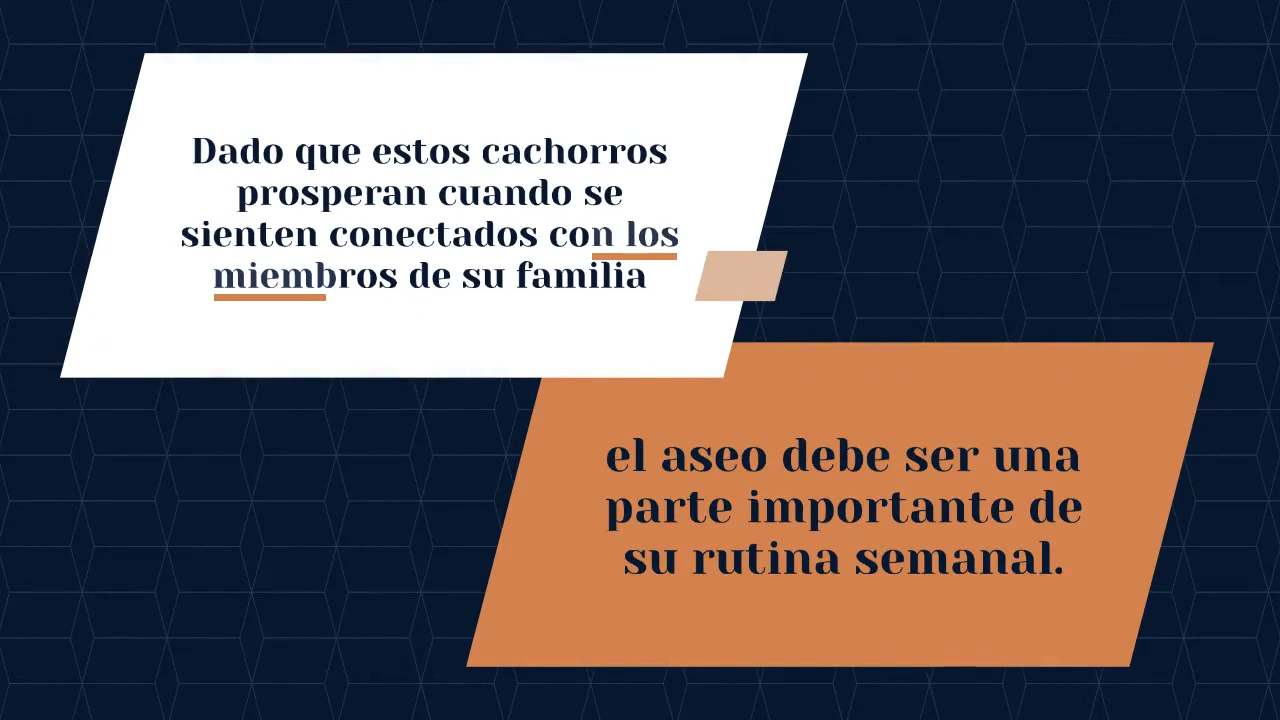 Dado que estos cachorros
prosperan cuando se
sienten conectados con los
miembros de su familia
el aseo debe ser una
parte importante de
su rutina semanal.